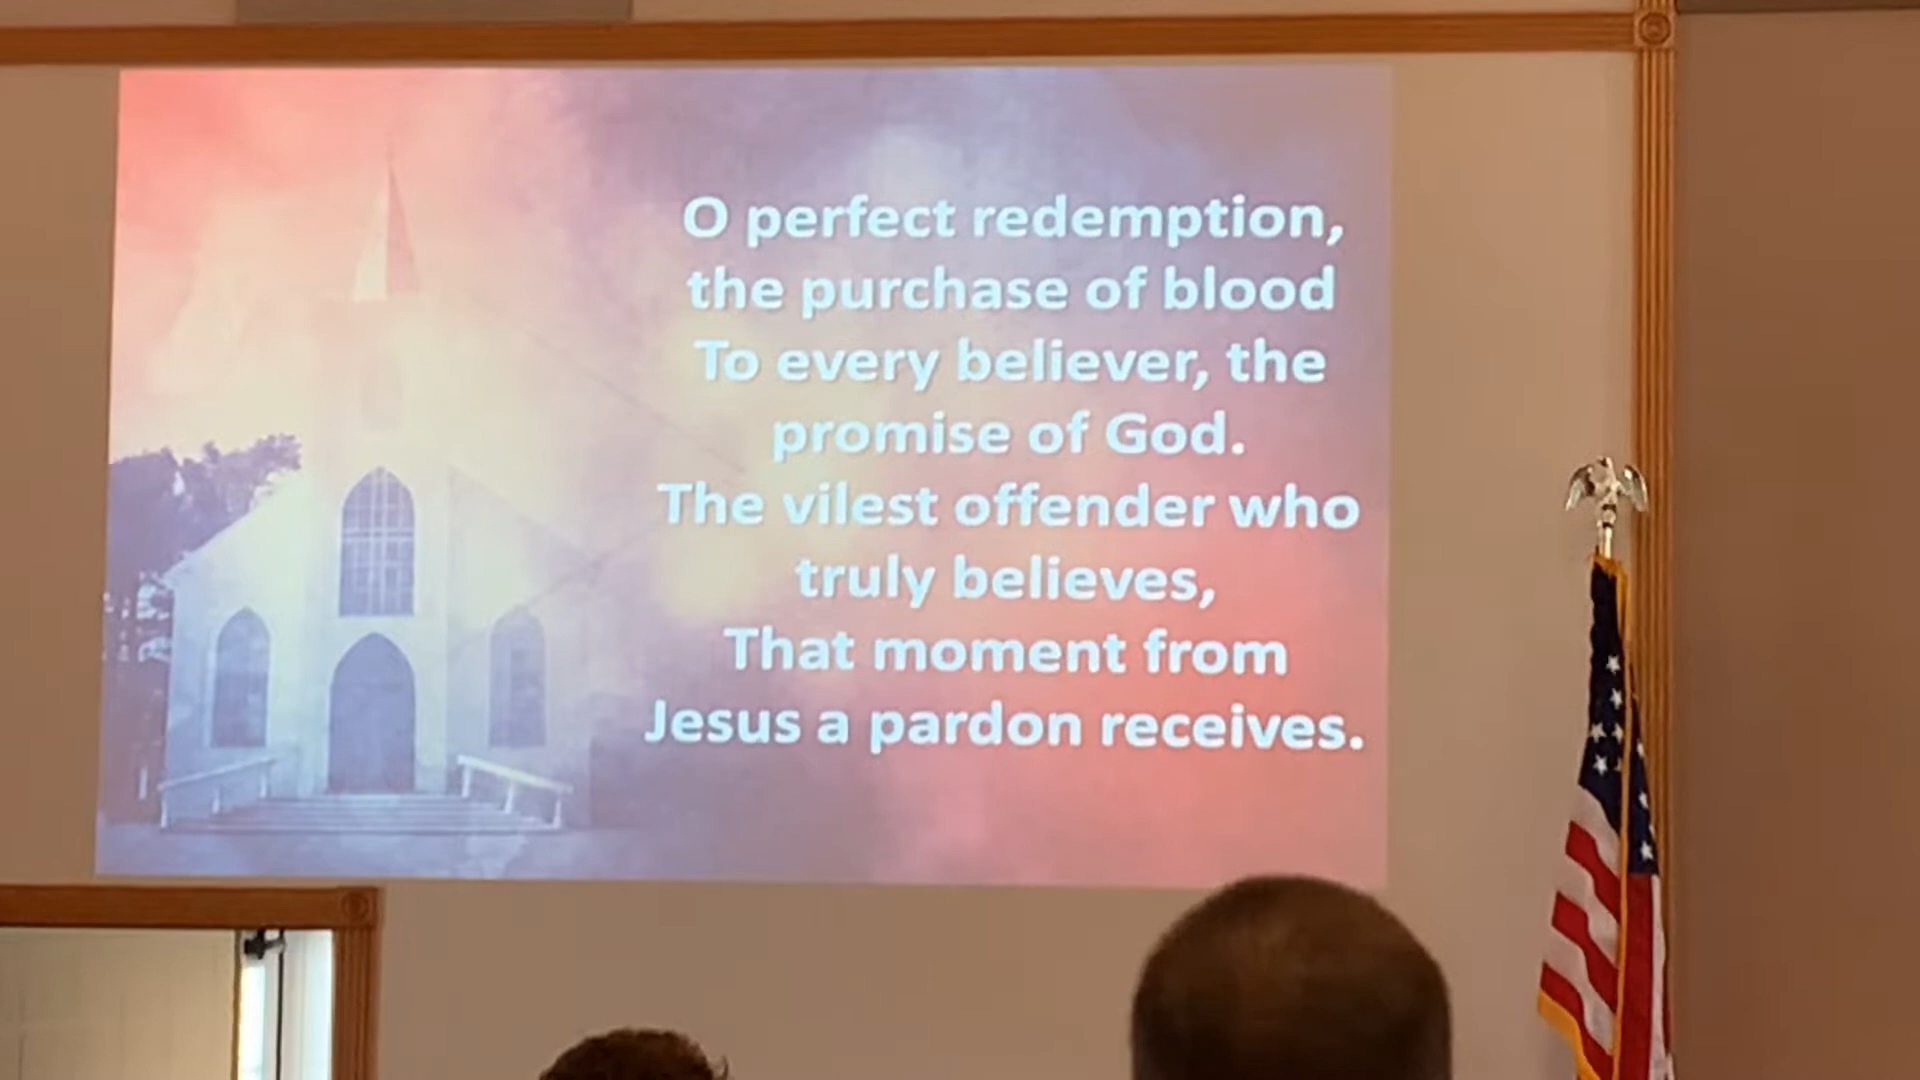 O perfect redemption,
the purchase of blood
To every believer, the
promise of God.
The vilest offender who
truly believes,
That moment from
Jesus a pardon receives.